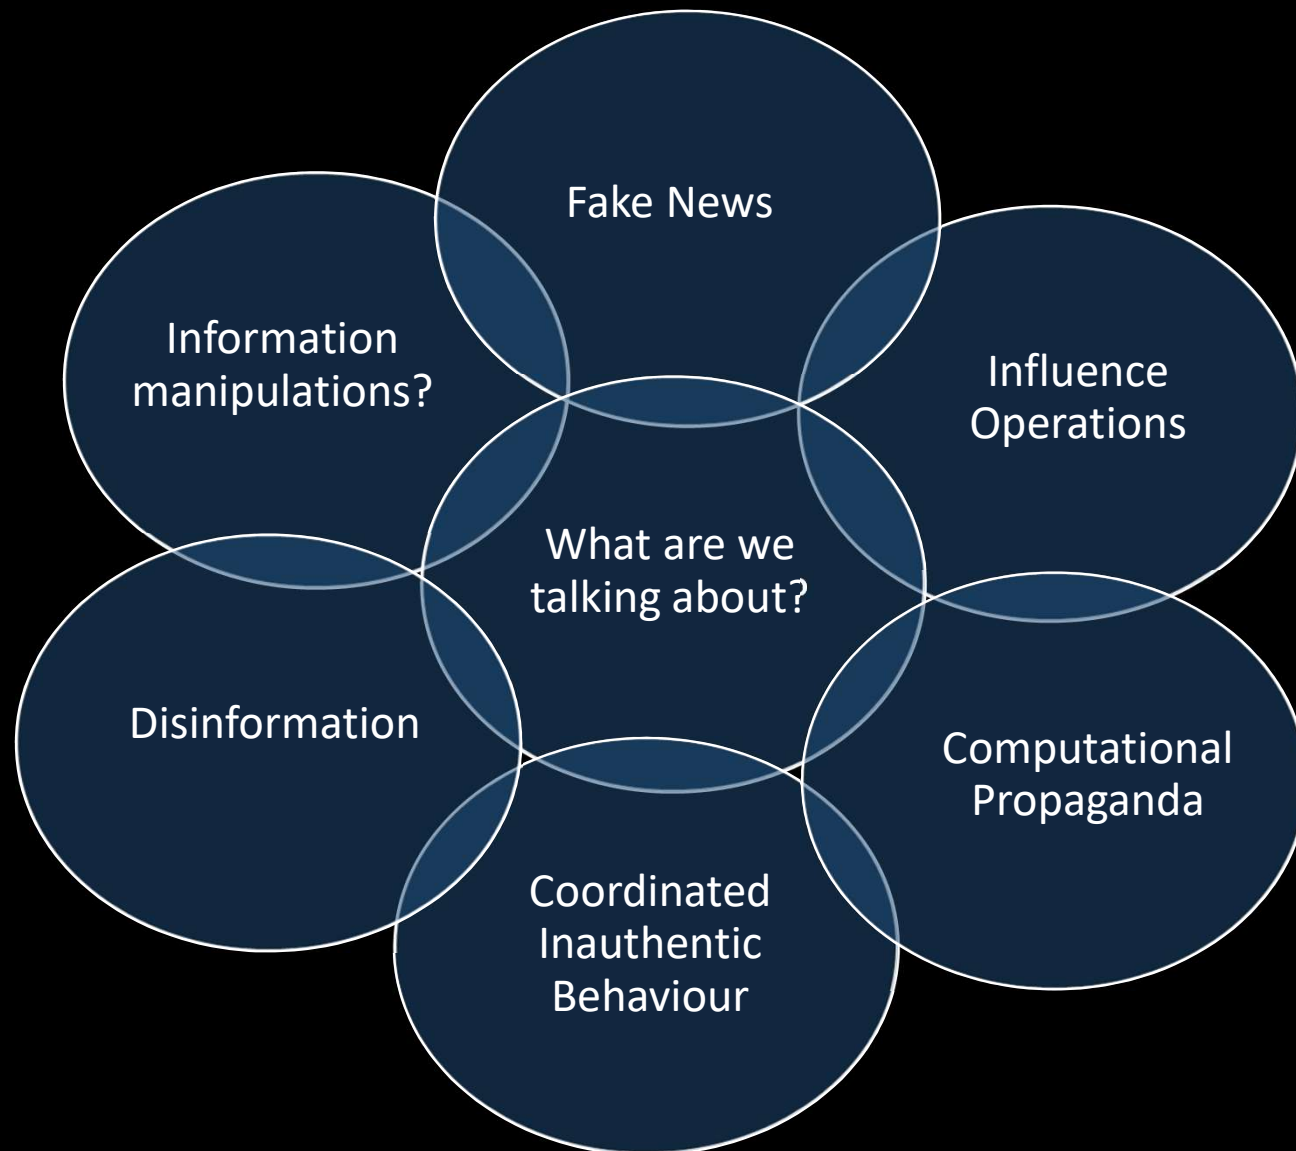 Fake News
Information
manipulations?
Influence
Operations
What are we
talking about?
Disinformation
Computational
Propaganda
Coordinated
Inauthentic
Behaviour